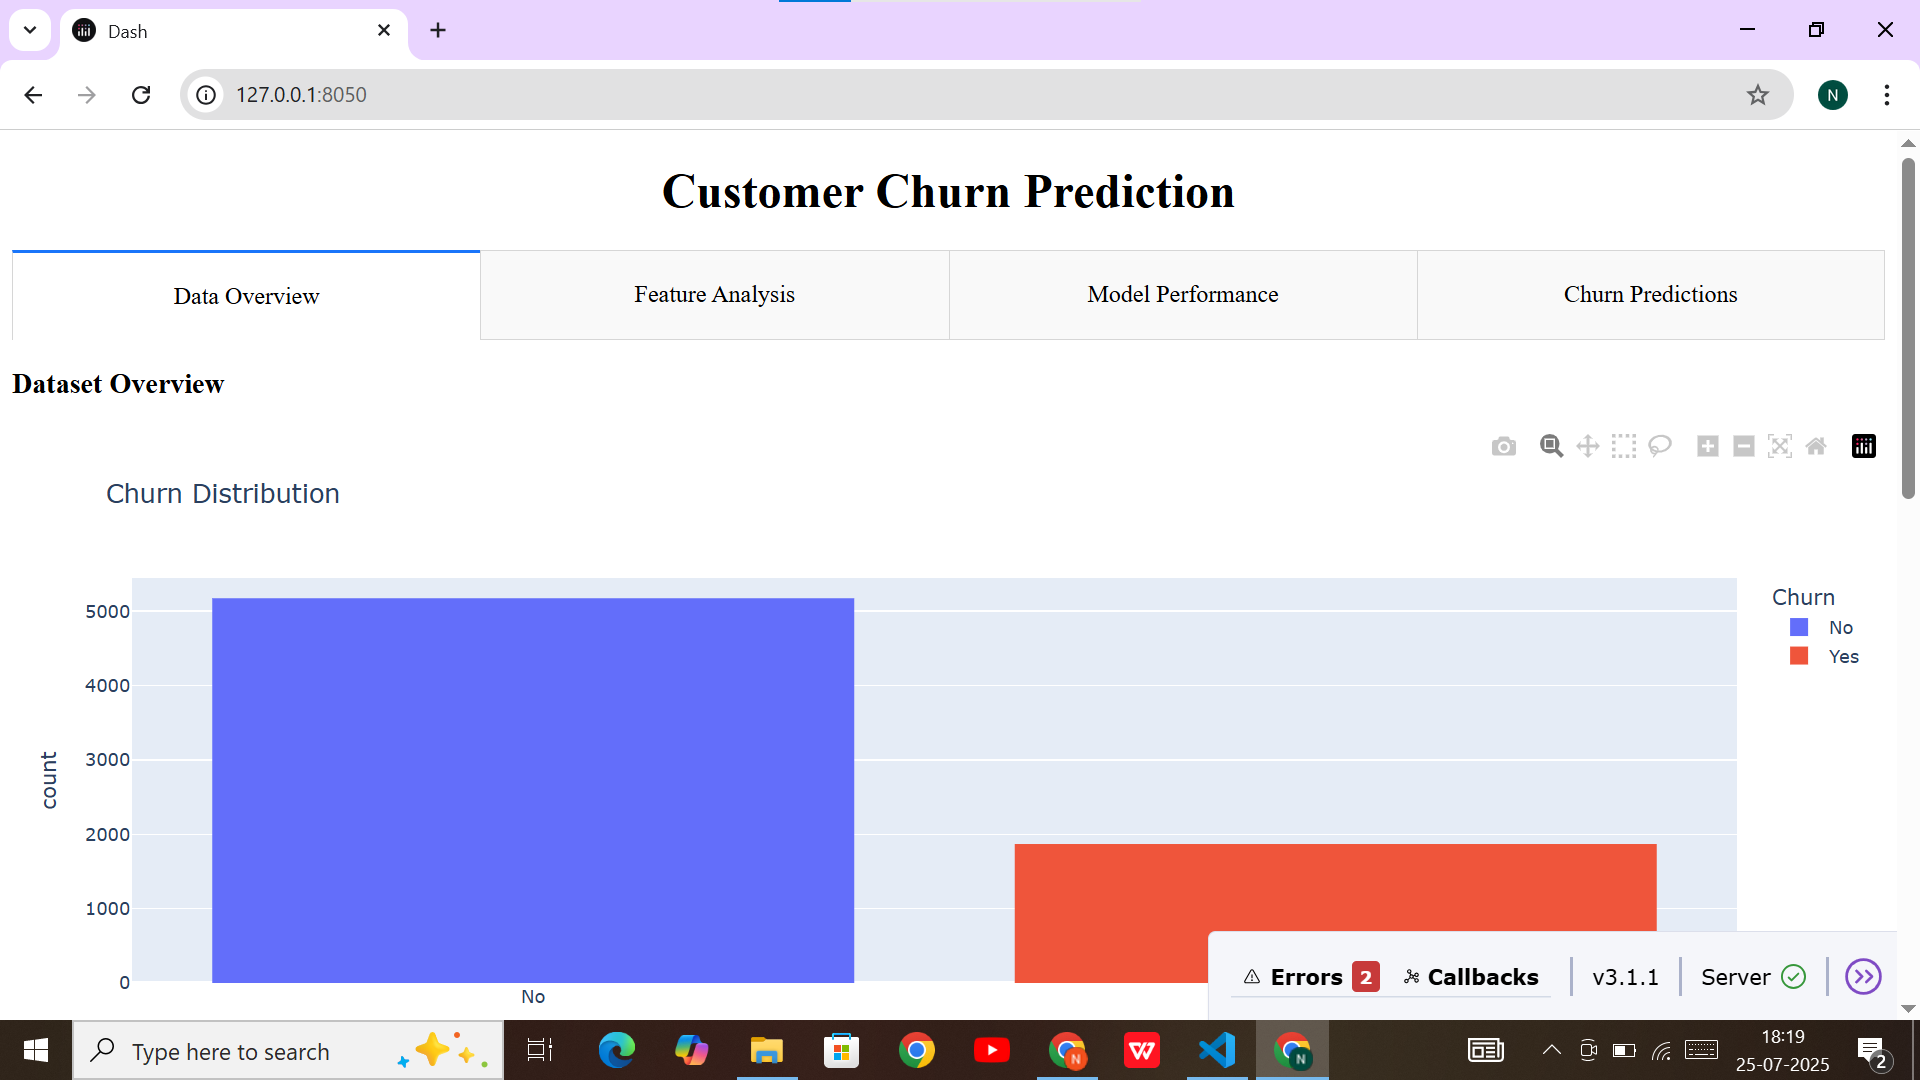 Dash
127.0.0.1:8050
N
Customer Churn Prediction
Data Overview
Feature Analysis
Model Performance
Churn Predictions
Dataset Overview
Churn Distribution
Churn
No
Yes
5000
4000
3000
2000
1000
0
count
No
Errors 2
Callbacks
v3.1.1
Server
Type here to search
N
W
N
18:19
25-07-2025
2